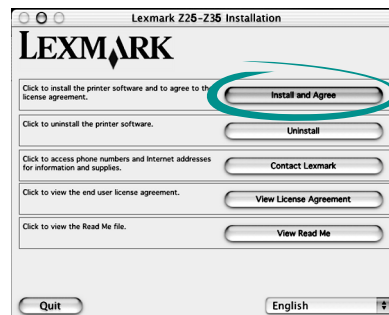 Lexmark Z25-Z35 Installation
LEXMARK
Click to install the printer software and to agree to the
license agreement.
Install and Agree
Click to uninstall the printer software.
Uninstall
Click to access phone numbers and Internet addresses
for information and supplies.
Contact Lexmark
Click to view the end user license agreement.
View License Agreement
Click to view the Read Me file.
View Read Me
Quit
English